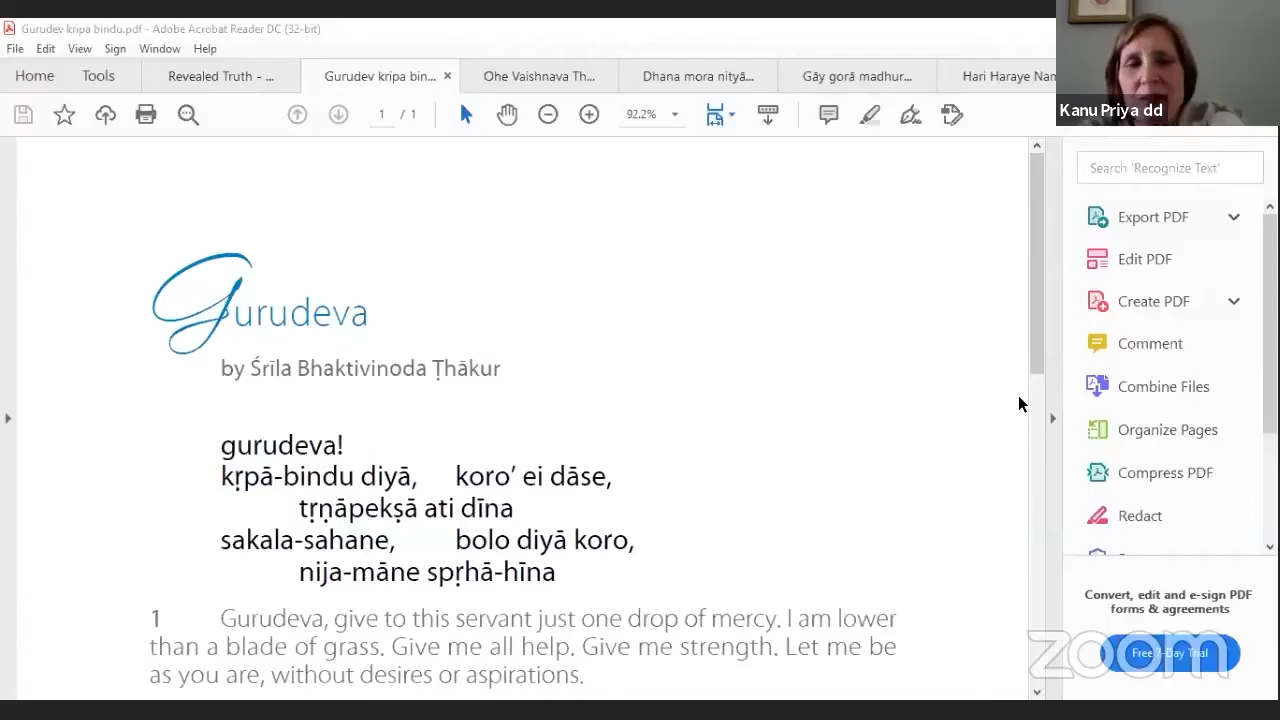 Gurudev kripa bindu.pdf - Adobe Acrobat Reader DC (32-bit)
File Edit View Sign Window Help
Home Tools Revealed Truth - ... Gurudev kripa bin... × Ohe Vaishnava Th... Dhana mora nityā... Gāy gorā madhur... Hari Haraye Nam
1 / 1 92.2%
Kanu Priya dd
Search 'Recognize Text'
Export PDF
Edit PDF
Create PDF
Comment
Combine Files
Organize Pages
Compress PDF
Redact
Convert, edit and e-sign PDF
forms & agreements
Free 7-Day Trial
zoom
Gurudeva
by Śrīla Bhaktivinoda Ṭhākur
gurudeva!
kṛpā-bindu diyā, koro’ ei dāse,
tṛṇāpekṣā ati dīna
sakala-sahane, bolo diyā koro,
nija-māne spṛhā-hīna
1 Gurudeva, give to this servant just one drop of mercy. I am lower
than a blade of grass. Give me all help. Give me strength. Let me be
as you are, without desires or aspirations.